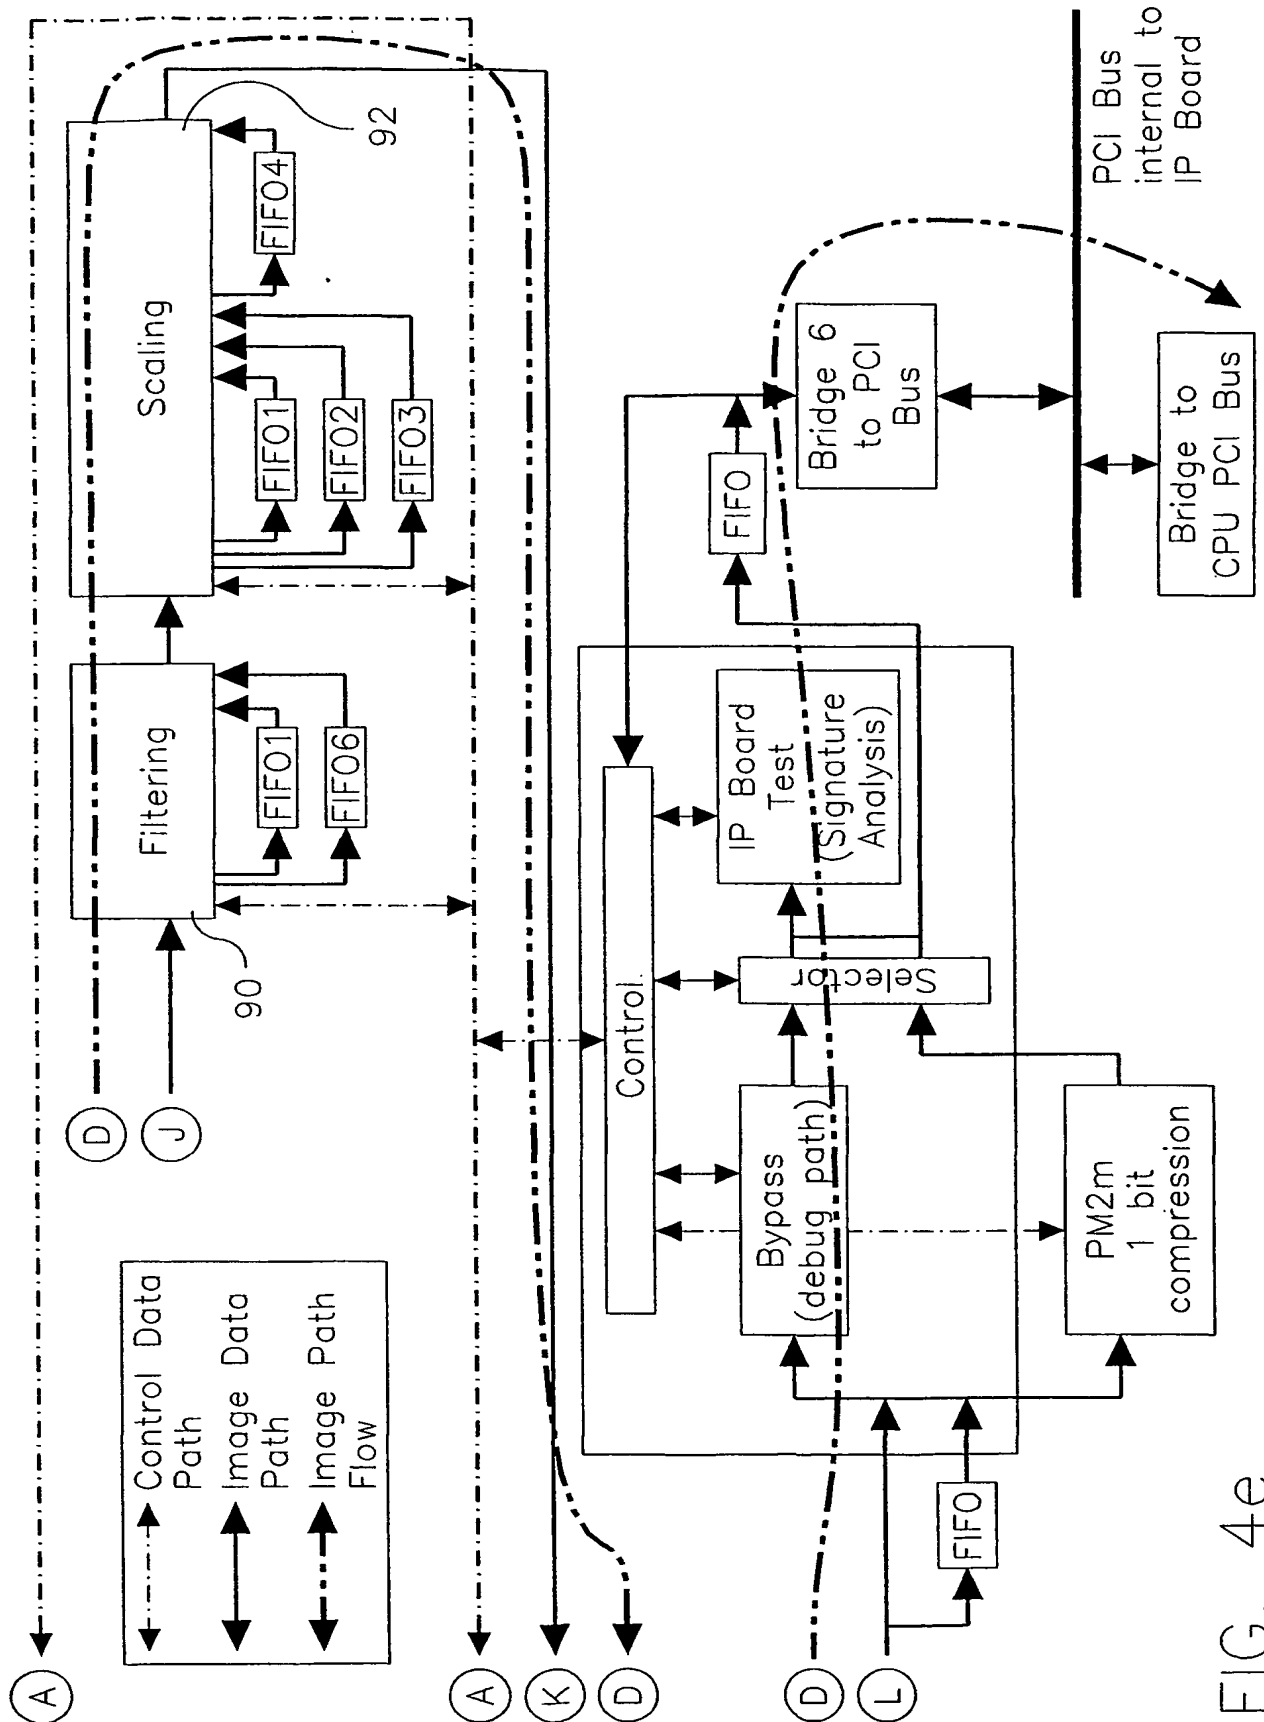 A
D
J
Filtering
90
FIFO1
FIFO6
Scaling
92
FIFO1
FIFO2
FIFO3
FIFO4
Control Data
Path
Image Data
Path
Image Path
Flow
A
K
D
Control.
Bypass
(debug path)
Selector
IP Board
Test
(Signature
Analysis)
FIFO
Bridge 6
to PCI
Bus
PCI Bus
internal to
IP Board
Bridge to
CPU PCI Bus
D
L
FIFO
PM2m
1 bit
compression
FIG. 4e